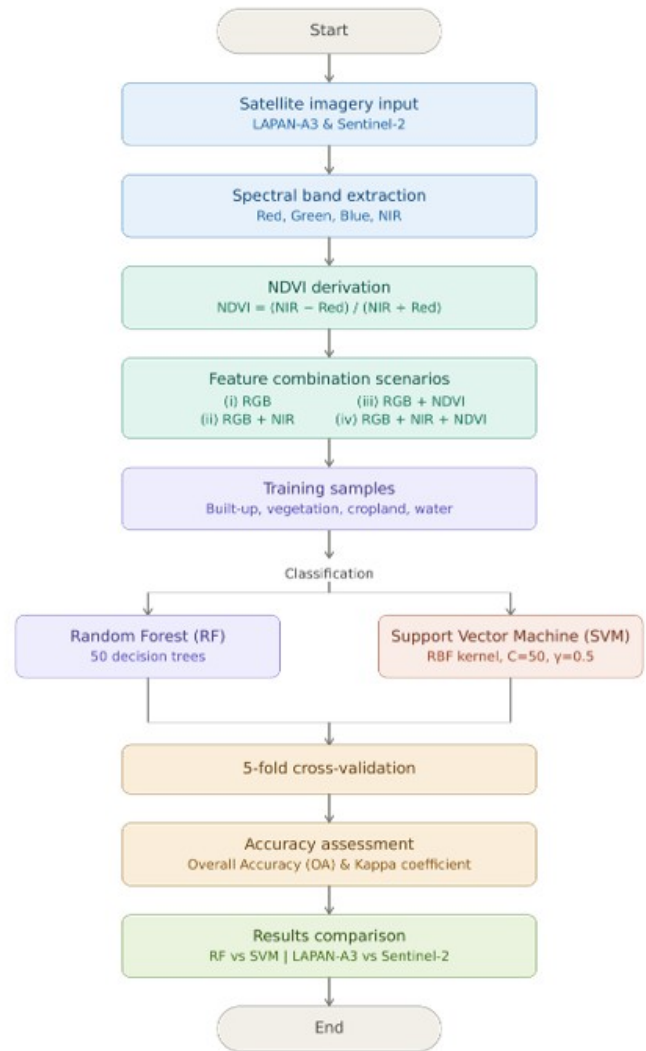 Start
Satellite imagery input
LAPAN-A3 & Sentinel-2
Spectral band extraction
Red, Green, Blue, NIR
NDVI derivation
NDVI = (NIR − Red) / (NIR + Red)
Feature combination scenarios
(i) RGB (iii) RGB + NDVI
(ii) RGB + NIR (iv) RGB + NIR + NDVI
Training samples
Built-up, vegetation, cropland, water
Classification
Random Forest (RF) Support Vector Machine (SVM)
50 decision trees RBF kernel, C=50, γ=0.5
5-fold cross-validation
Accuracy assessment
Overall Accuracy (OA) & Kappa coefficient
Results comparison
RF vs SVM | LAPAN-A3 vs Sentinel-2
End